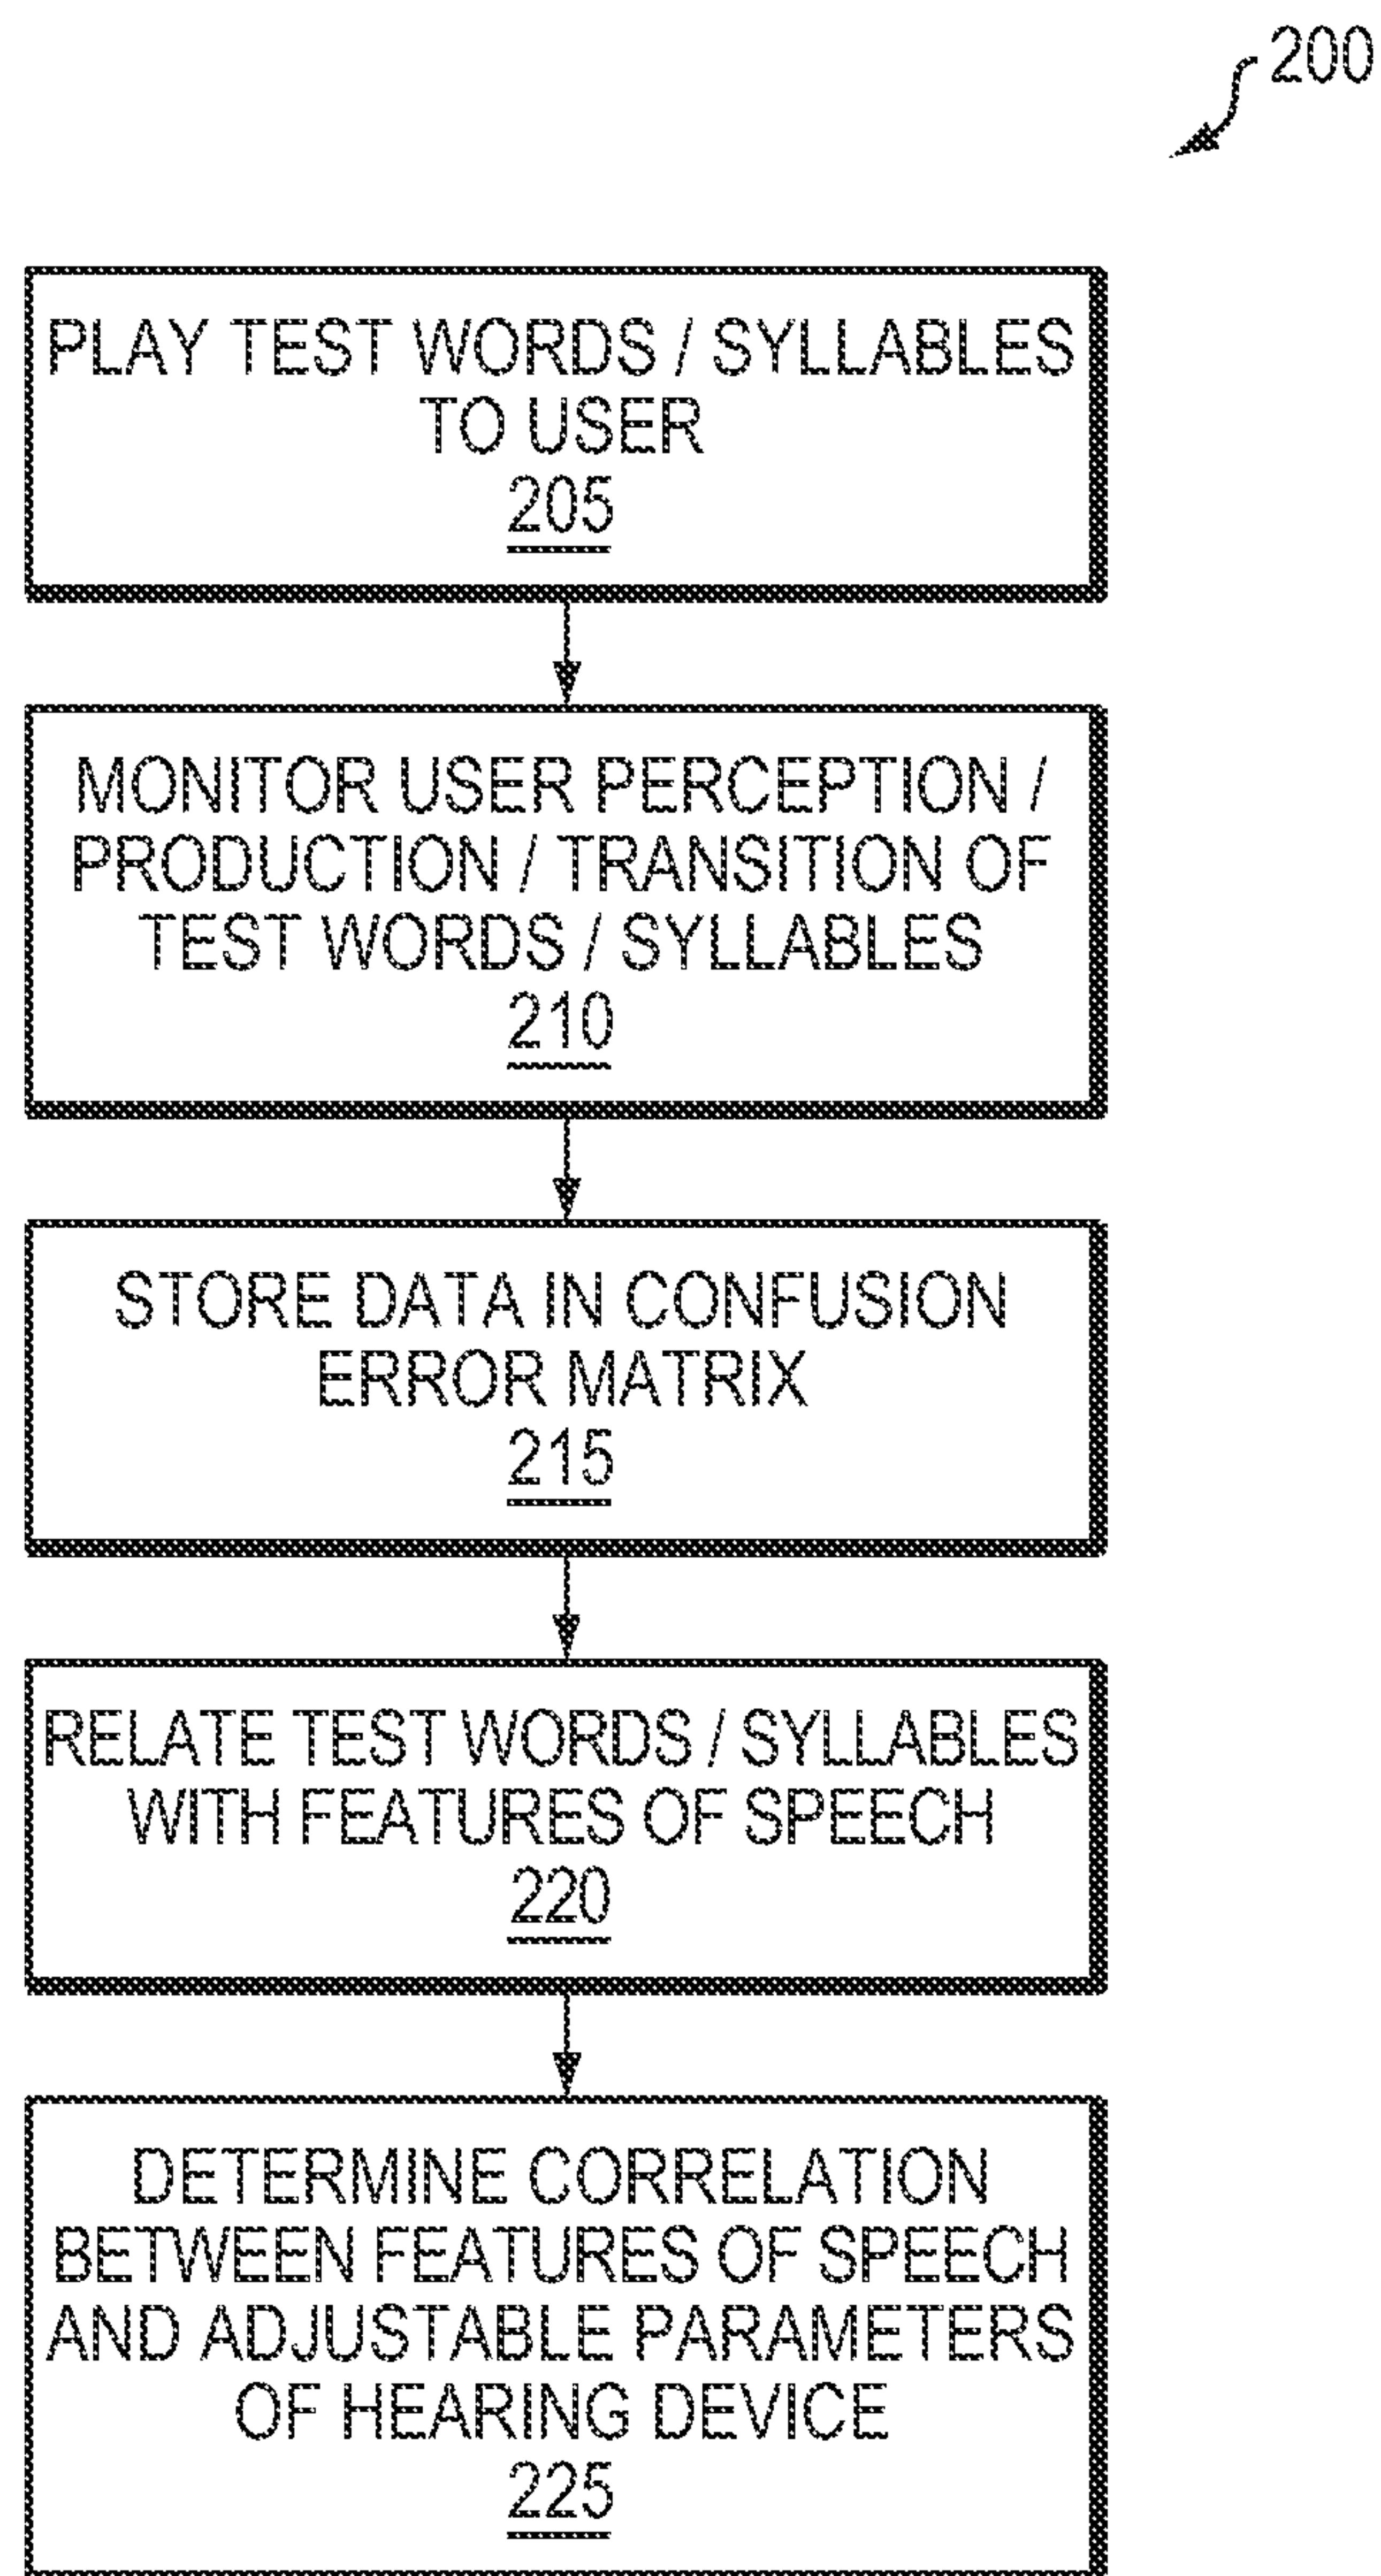 200
PLAY TEST WORDS / SYLLABLES
TO USER
205
MONITOR USER PERCEPTION /
PRODUCTION / TRANSITION OF
TEST WORDS / SYLLABLES
210
STORE DATA IN CONFUSION
ERROR MATRIX
215
RELATE TEST WORDS / SYLLABLES
WITH FEATURES OF SPEECH
220
DETERMINE CORRELATION
BETWEEN FEATURES OF SPEECH
AND ADJUSTABLE PARAMETERS
OF HEARING DEVICE
225